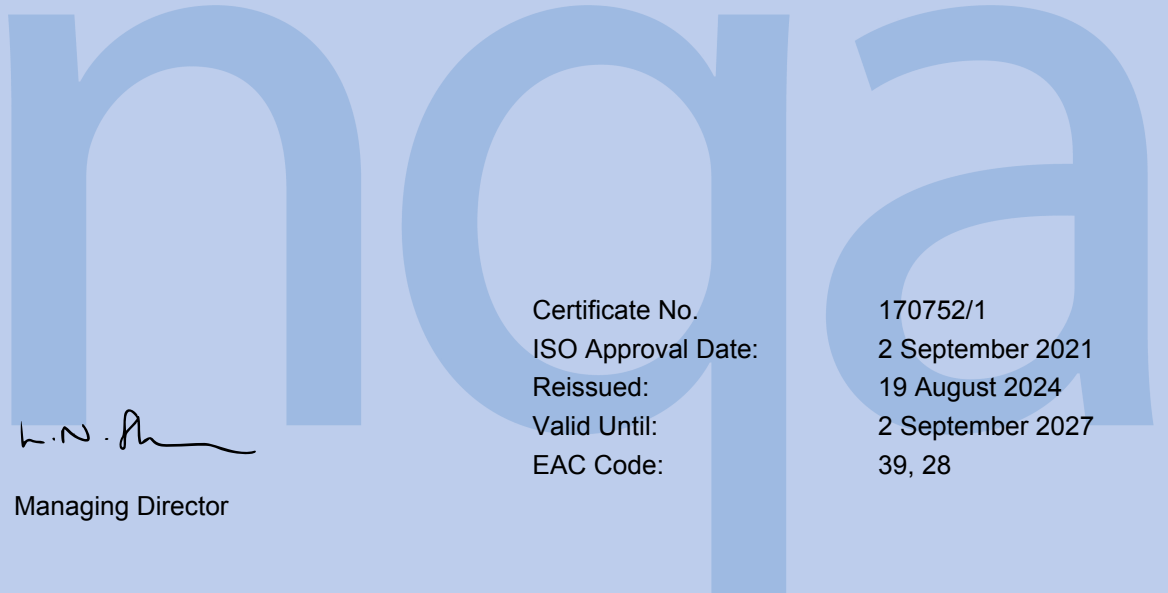 nqa
Certificate No. 170752/1
ISO Approval Date: 2 September 2021
Reissued: 19 August 2024
Valid Until: 2 September 2027
EAC Code: 39, 28
L.N.
Managing Director